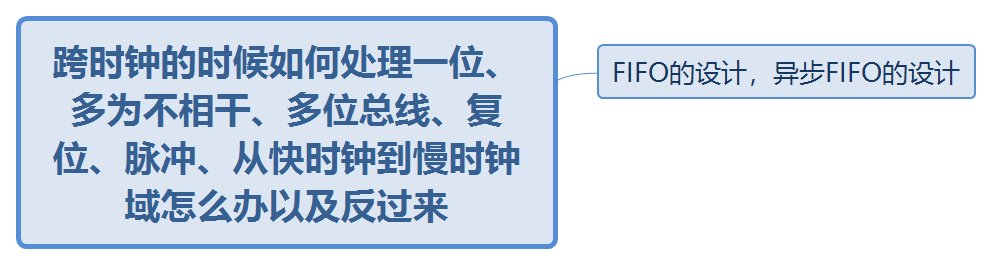 跨时钟的时候如何处理一位、
多为不相干、多位总线、复
位、脉冲、从快时钟到慢时钟
域怎么办以及反过来
FIFO的设计，异步FIFO的设计